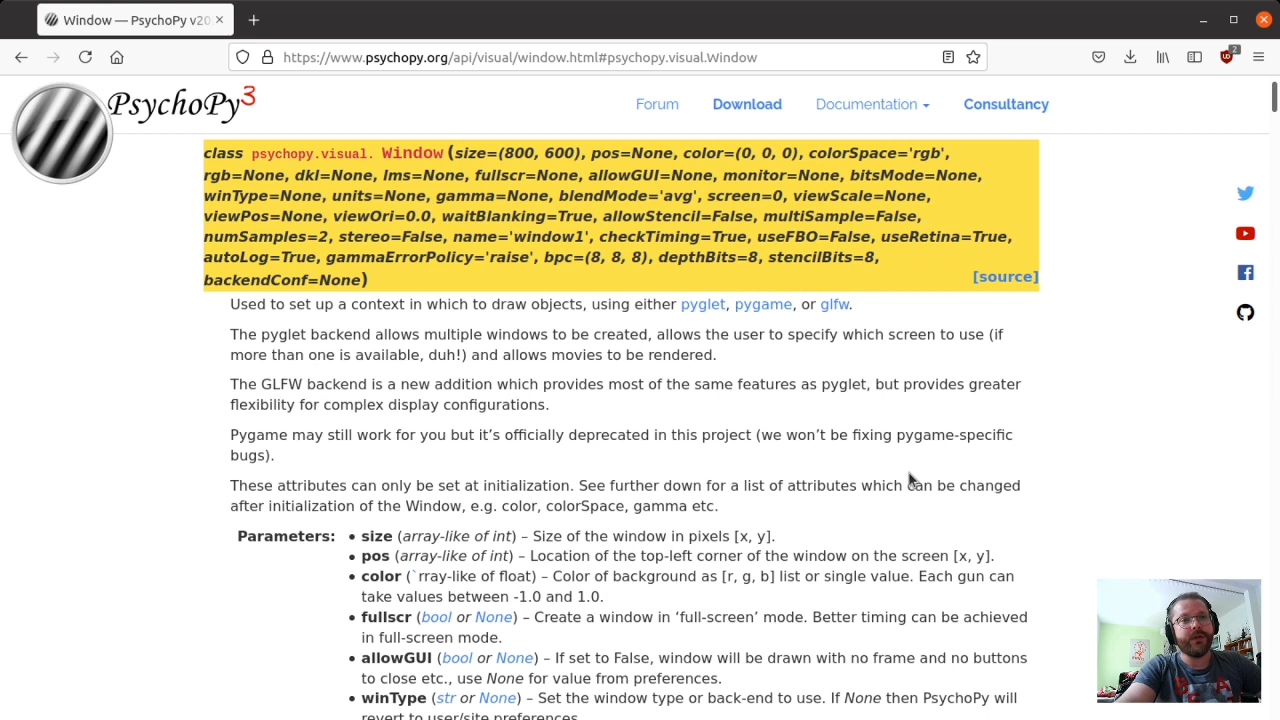 Window — PsychoPy v20
https://www.psychopy.org/api/visual/window.html#psychopy.visual.Window
2
PsychoPy3
Forum
Download
Documentation
Consultancy
class psychopy.visual. Window (size=(800, 600), pos=None, color=(0, 0, 0), colorSpace='rgb',
rgb=None, dkl=None, lms=None, fullscr=None, allowGUI=None, monitor=None, bitsMode=None,
winType=None, units=None, gamma=None, blendMode='avg', screen=0, viewScale=None,
viewPos=None, viewOri=0.0, waitBlanking=True, allowStencil=False, multiSample=False,
numSamples=2, stereo=False, name='window1', checkTiming=True, useFBO=False, useRetina=True,
autoLog=True, gammaErrorPolicy='raise', bpc=(8, 8, 8), depthBits=8, stencilBits=8,
backendConf=None) [source]
Used to set up a context in which to draw objects, using either pyglet, pygame, or glfw.
The pyglet backend allows multiple windows to be created, allows the user to specify which screen to use (if
more than one is available, duh!) and allows movies to be rendered.
The GLFW backend is a new addition which provides most of the same features as pyglet, but provides greater
flexibility for complex display configurations.
Pygame may still work for you but it’s officially deprecated in this project (we won’t be fixing pygame-specific
bugs).
These attributes can only be set at initialization. See further down for a list of attributes which can be changed
after initialization of the Window, e.g. color, colorSpace, gamma etc.
Parameters: • size (array-like of int) – Size of the window in pixels [x, y].
• pos (array-like of int) – Location of the top-left corner of the window on the screen [x, y].
• color (`rray-like of float) – Color of background as [r, g, b] list or single value. Each gun can
take values between -1.0 and 1.0.
• fullscr (bool or None) – Create a window in ‘full-screen’ mode. Better timing can be achieved
in full-screen mode.
• allowGUI (bool or None) – If set to False, window will be drawn with no frame and no buttons
to close etc., use None for value from preferences.
• winType (str or None) – Set the window type or back-end to use. If None then PsychoPy will
revert to user/site preferences.